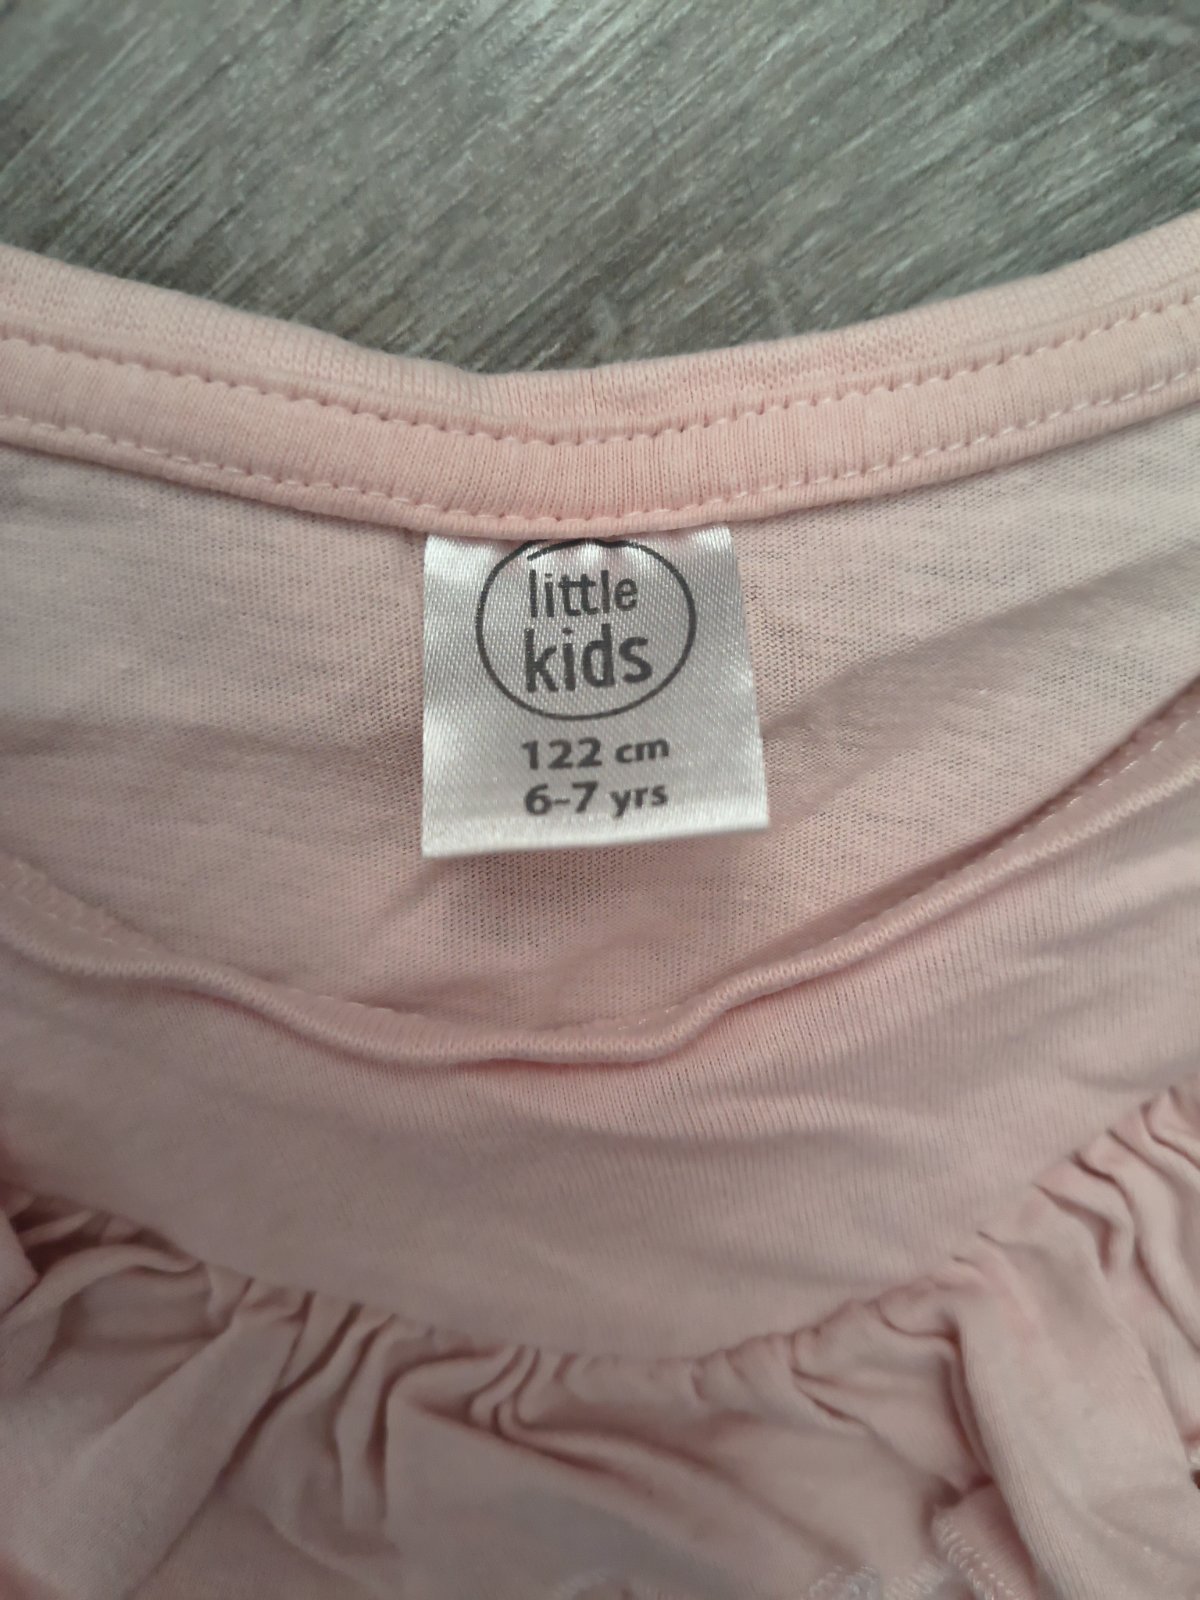 little
kids
122 cm
6-7 yrs